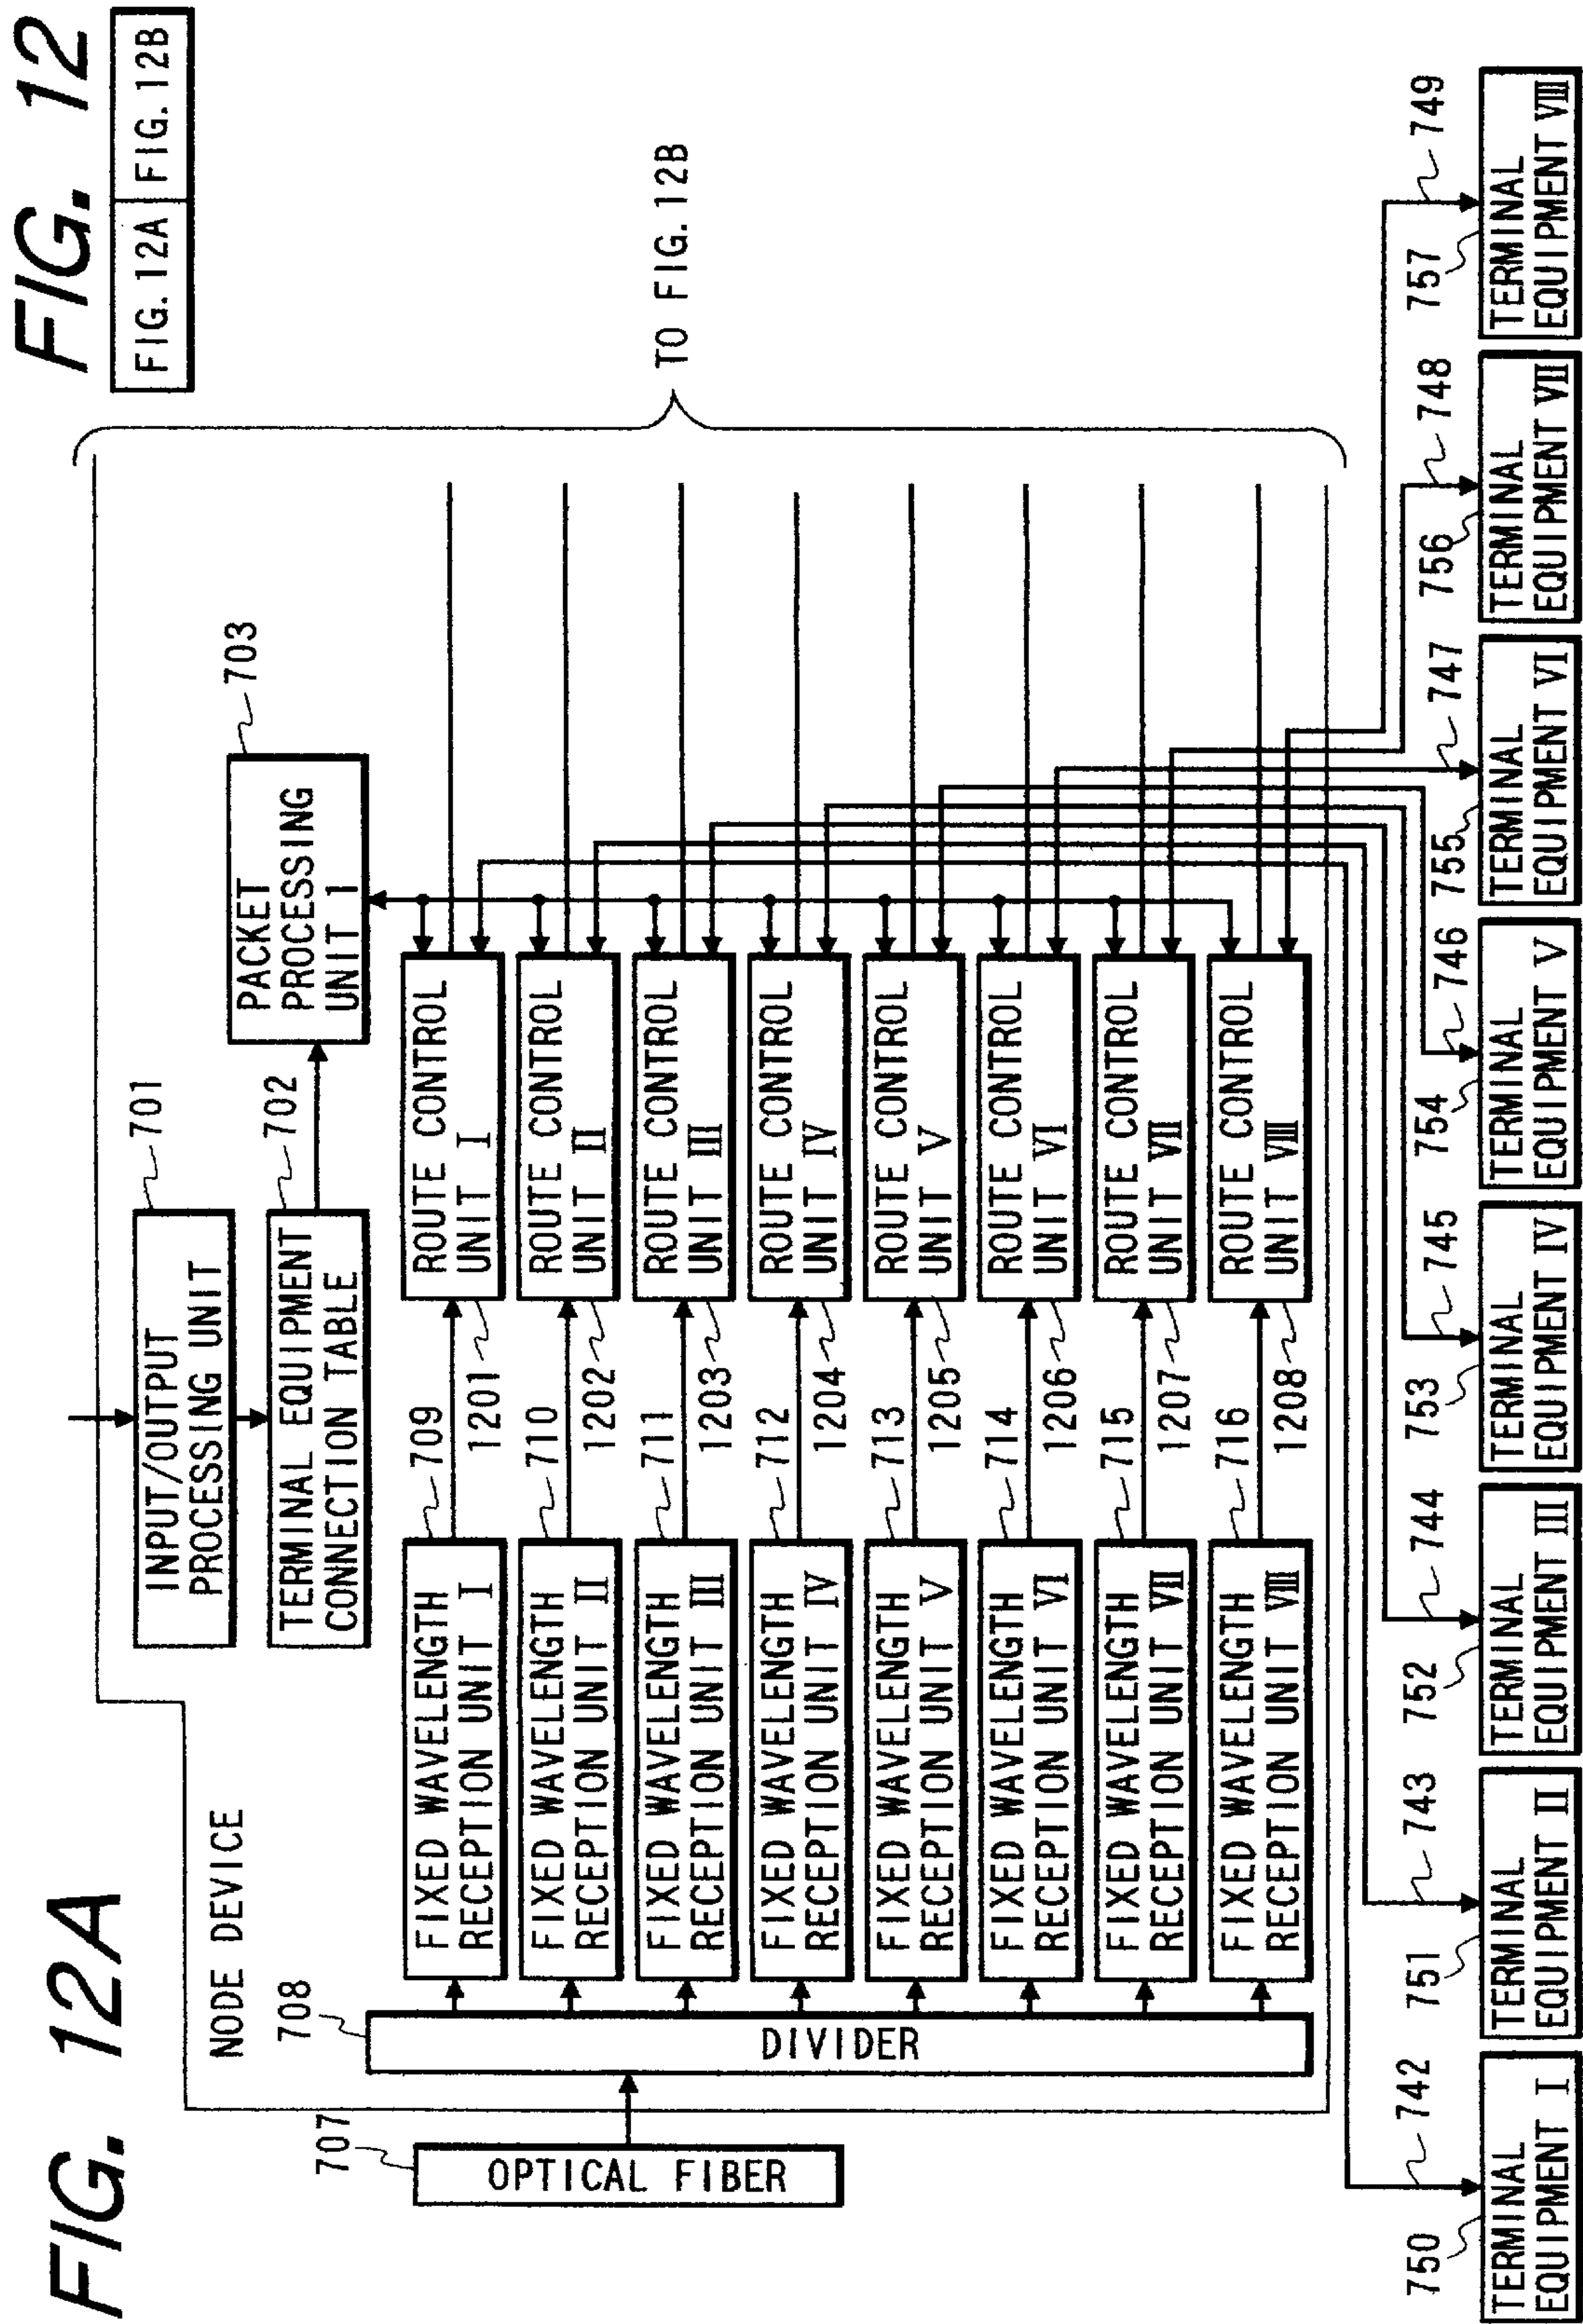 FIG. 12A
FIG. 12
FIG. 12A FIG. 12B
NODE DEVICE
INPUT/OUTPUT
PROCESSING UNIT
701
TERMINAL EQUIPMENT
CONNECTION TABLE
702
PACKET
PROCESSING
UNIT 1
703
TO FIG. 12B
707
OPTICAL FIBER
708
DIVIDER
FIXED WAVELENGTH
RECEPTION UNIT I
709
ROUTE CONTROL
UNIT I
1201
FIXED WAVELENGTH
RECEPTION UNIT II
710
ROUTE CONTROL
UNIT II
1202
FIXED WAVELENGTH
RECEPTION UNIT III
711
ROUTE CONTROL
UNIT III
1203
FIXED WAVELENGTH
RECEPTION UNIT IV
712
ROUTE CONTROL
UNIT IV
1204
FIXED WAVELENGTH
RECEPTION UNIT V
713
ROUTE CONTROL
UNIT V
1205
FIXED WAVELENGTH
RECEPTION UNIT VI
714
ROUTE CONTROL
UNIT VI
1206
FIXED WAVELENGTH
RECEPTION UNIT VII
715
ROUTE CONTROL
UNIT VII
1207
FIXED WAVELENGTH
RECEPTION UNIT VIII
716
ROUTE CONTROL
UNIT VIII
1208
750
742
TERMINAL
EQUIPMENT I
751
743
TERMINAL
EQUIPMENT II
752
744
TERMINAL
EQUIPMENT III
753
745
TERMINAL
EQUIPMENT IV
754
746
TERMINAL
EQUIPMENT V
755
747
TERMINAL
EQUIPMENT VI
756
748
TERMINAL
EQUIPMENT VII
757
749
TERMINAL
EQUIPMENT VIII